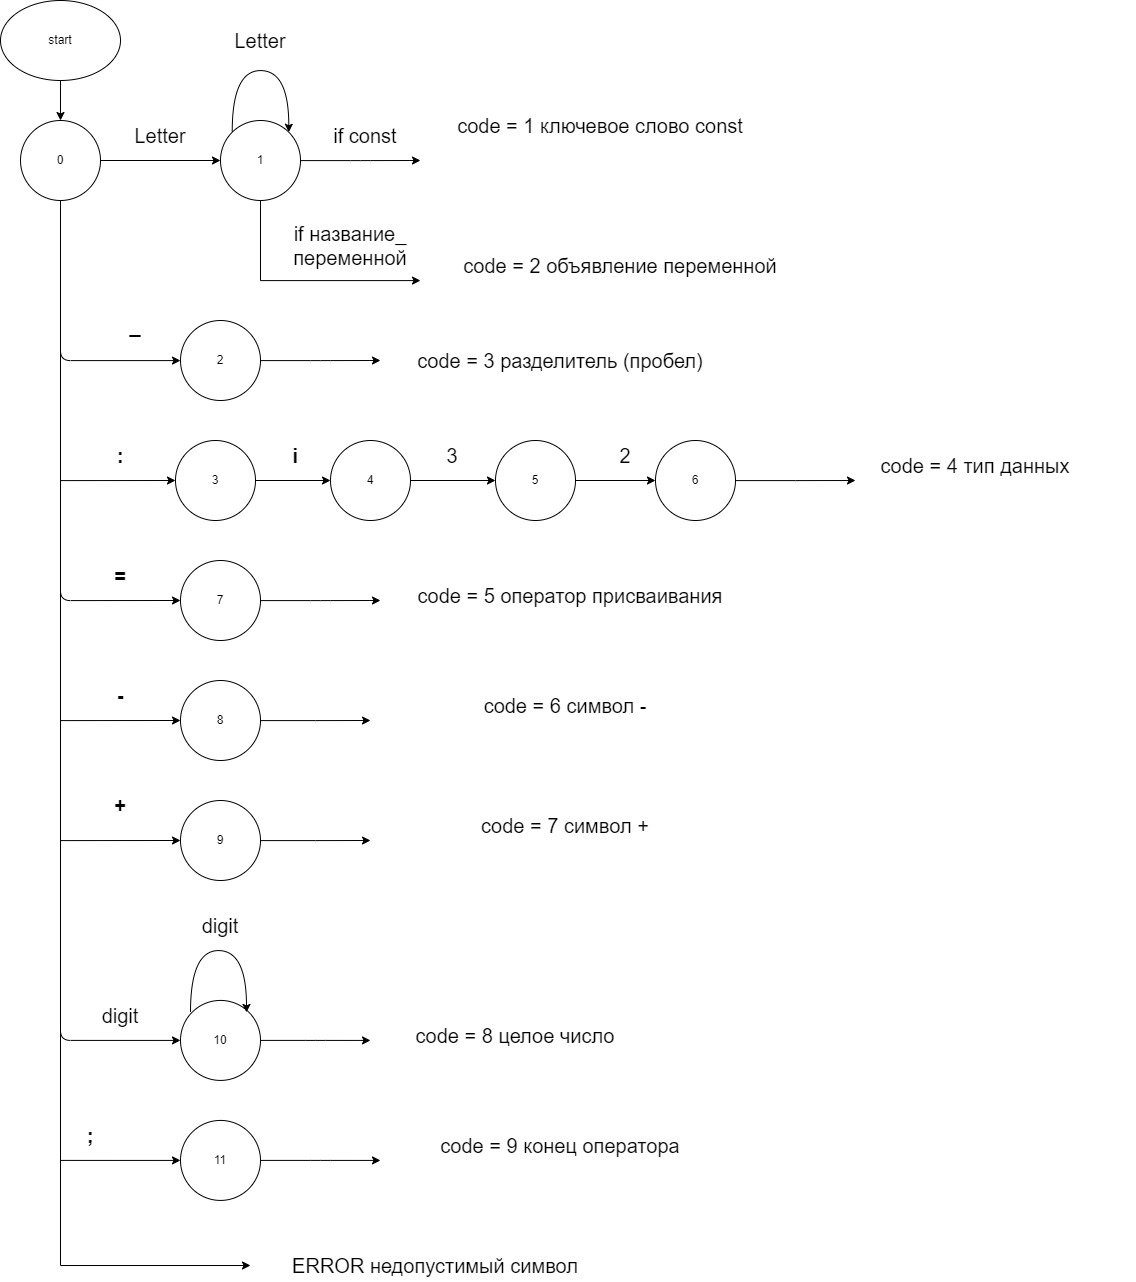 start
Letter
0
Letter
1
if const
code = 1 ключевое слово const
if название_
переменной
code = 2 объявление переменной
_
2
code = 3 разделитель (пробел)
:
3
i
4
3
5
2
6
code = 4 тип данных
=
7
code = 5 оператор присваивания
-
8
code = 6 символ -
+
9
code = 7 символ +
digit
digit
10
code = 8 целое число
;
11
code = 9 конец оператора
ERROR недопустимый символ